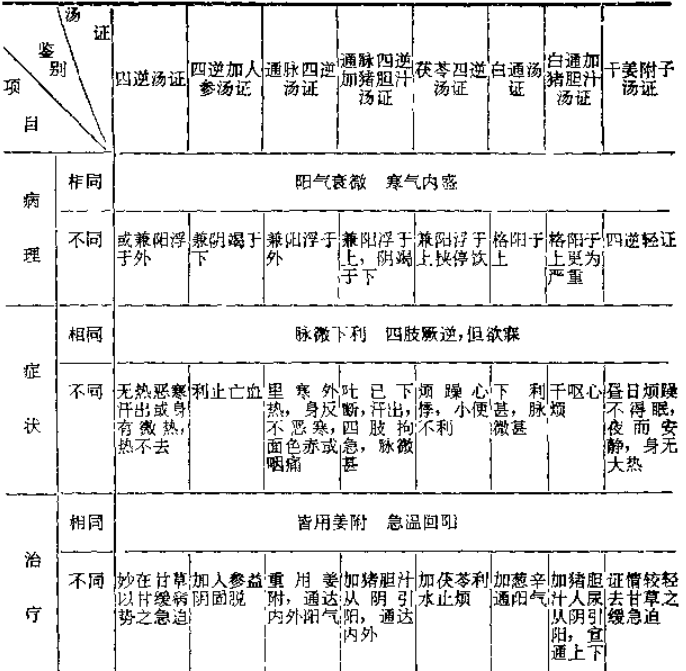 汤
证
鉴
别
项
目
四逆汤证
四逆加人
参汤证
通脉四逆
汤证
通脉四逆
加猪胆汁
汤证
茯苓四逆
汤证
白通汤
证
白通加
猪胆汁
汤证
干姜附子
汤证
病
理
相同
阳气衰微 寒气内盛
不同
或兼阳浮
于外
兼阴竭于
下
兼阳浮于
外
兼阳浮于
上,阴竭
于下
兼阳浮于
上挟停饮
格阳于
上
格阳于
上更为
严重
四逆轻证
症
状
相同
脉微下利 四肢厥逆,但欲寐
不同
无热恶寒
汗出或身
有微热,
热不去
利止亡血
里寒外
热,身反
不恶寒,
面色赤或
咽痛
吐已下
断,汗出,
四肢拘
急,脉微
甚
烦躁心
悸,小便
不利
下利
甚,脉
微甚
干呕心
烦
昼日烦躁
不得眠,
夜而安
静,身无
大热
治
疗
相同
皆用姜附 急温回阳
不同
妙在甘草
以甘缓病
势之急迫
加人参益
阴固脱
重用姜
附,通达
内外阳气
加猪胆汁
从阴引
阳,通达
内外
加茯苓利
水止烦
加葱辛
通阳气
加猪胆
汁人尿
从阴引
阳,宣
通上下
证情较轻
去甘草之
缓急迫